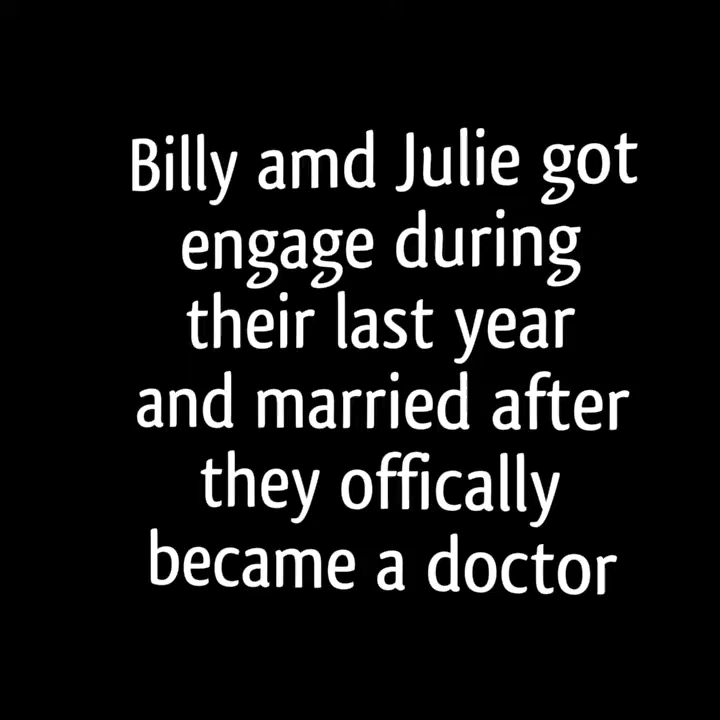 Billy amd Julie got
engage during
their last year
and married after
they offically
became a doctor